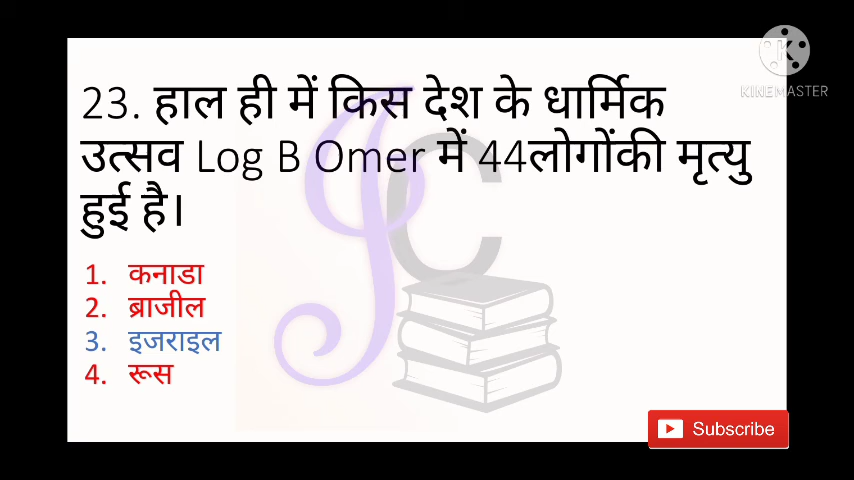 KINEMASTER
23. हाल ही में किस देश के धार्मिक
उत्सव Log B Omer में 44लोगोंकी मृत्यु
हुई है।
1. कनाडा
2. ब्राजील
3. इजराइल
4. रूस
Subscribe